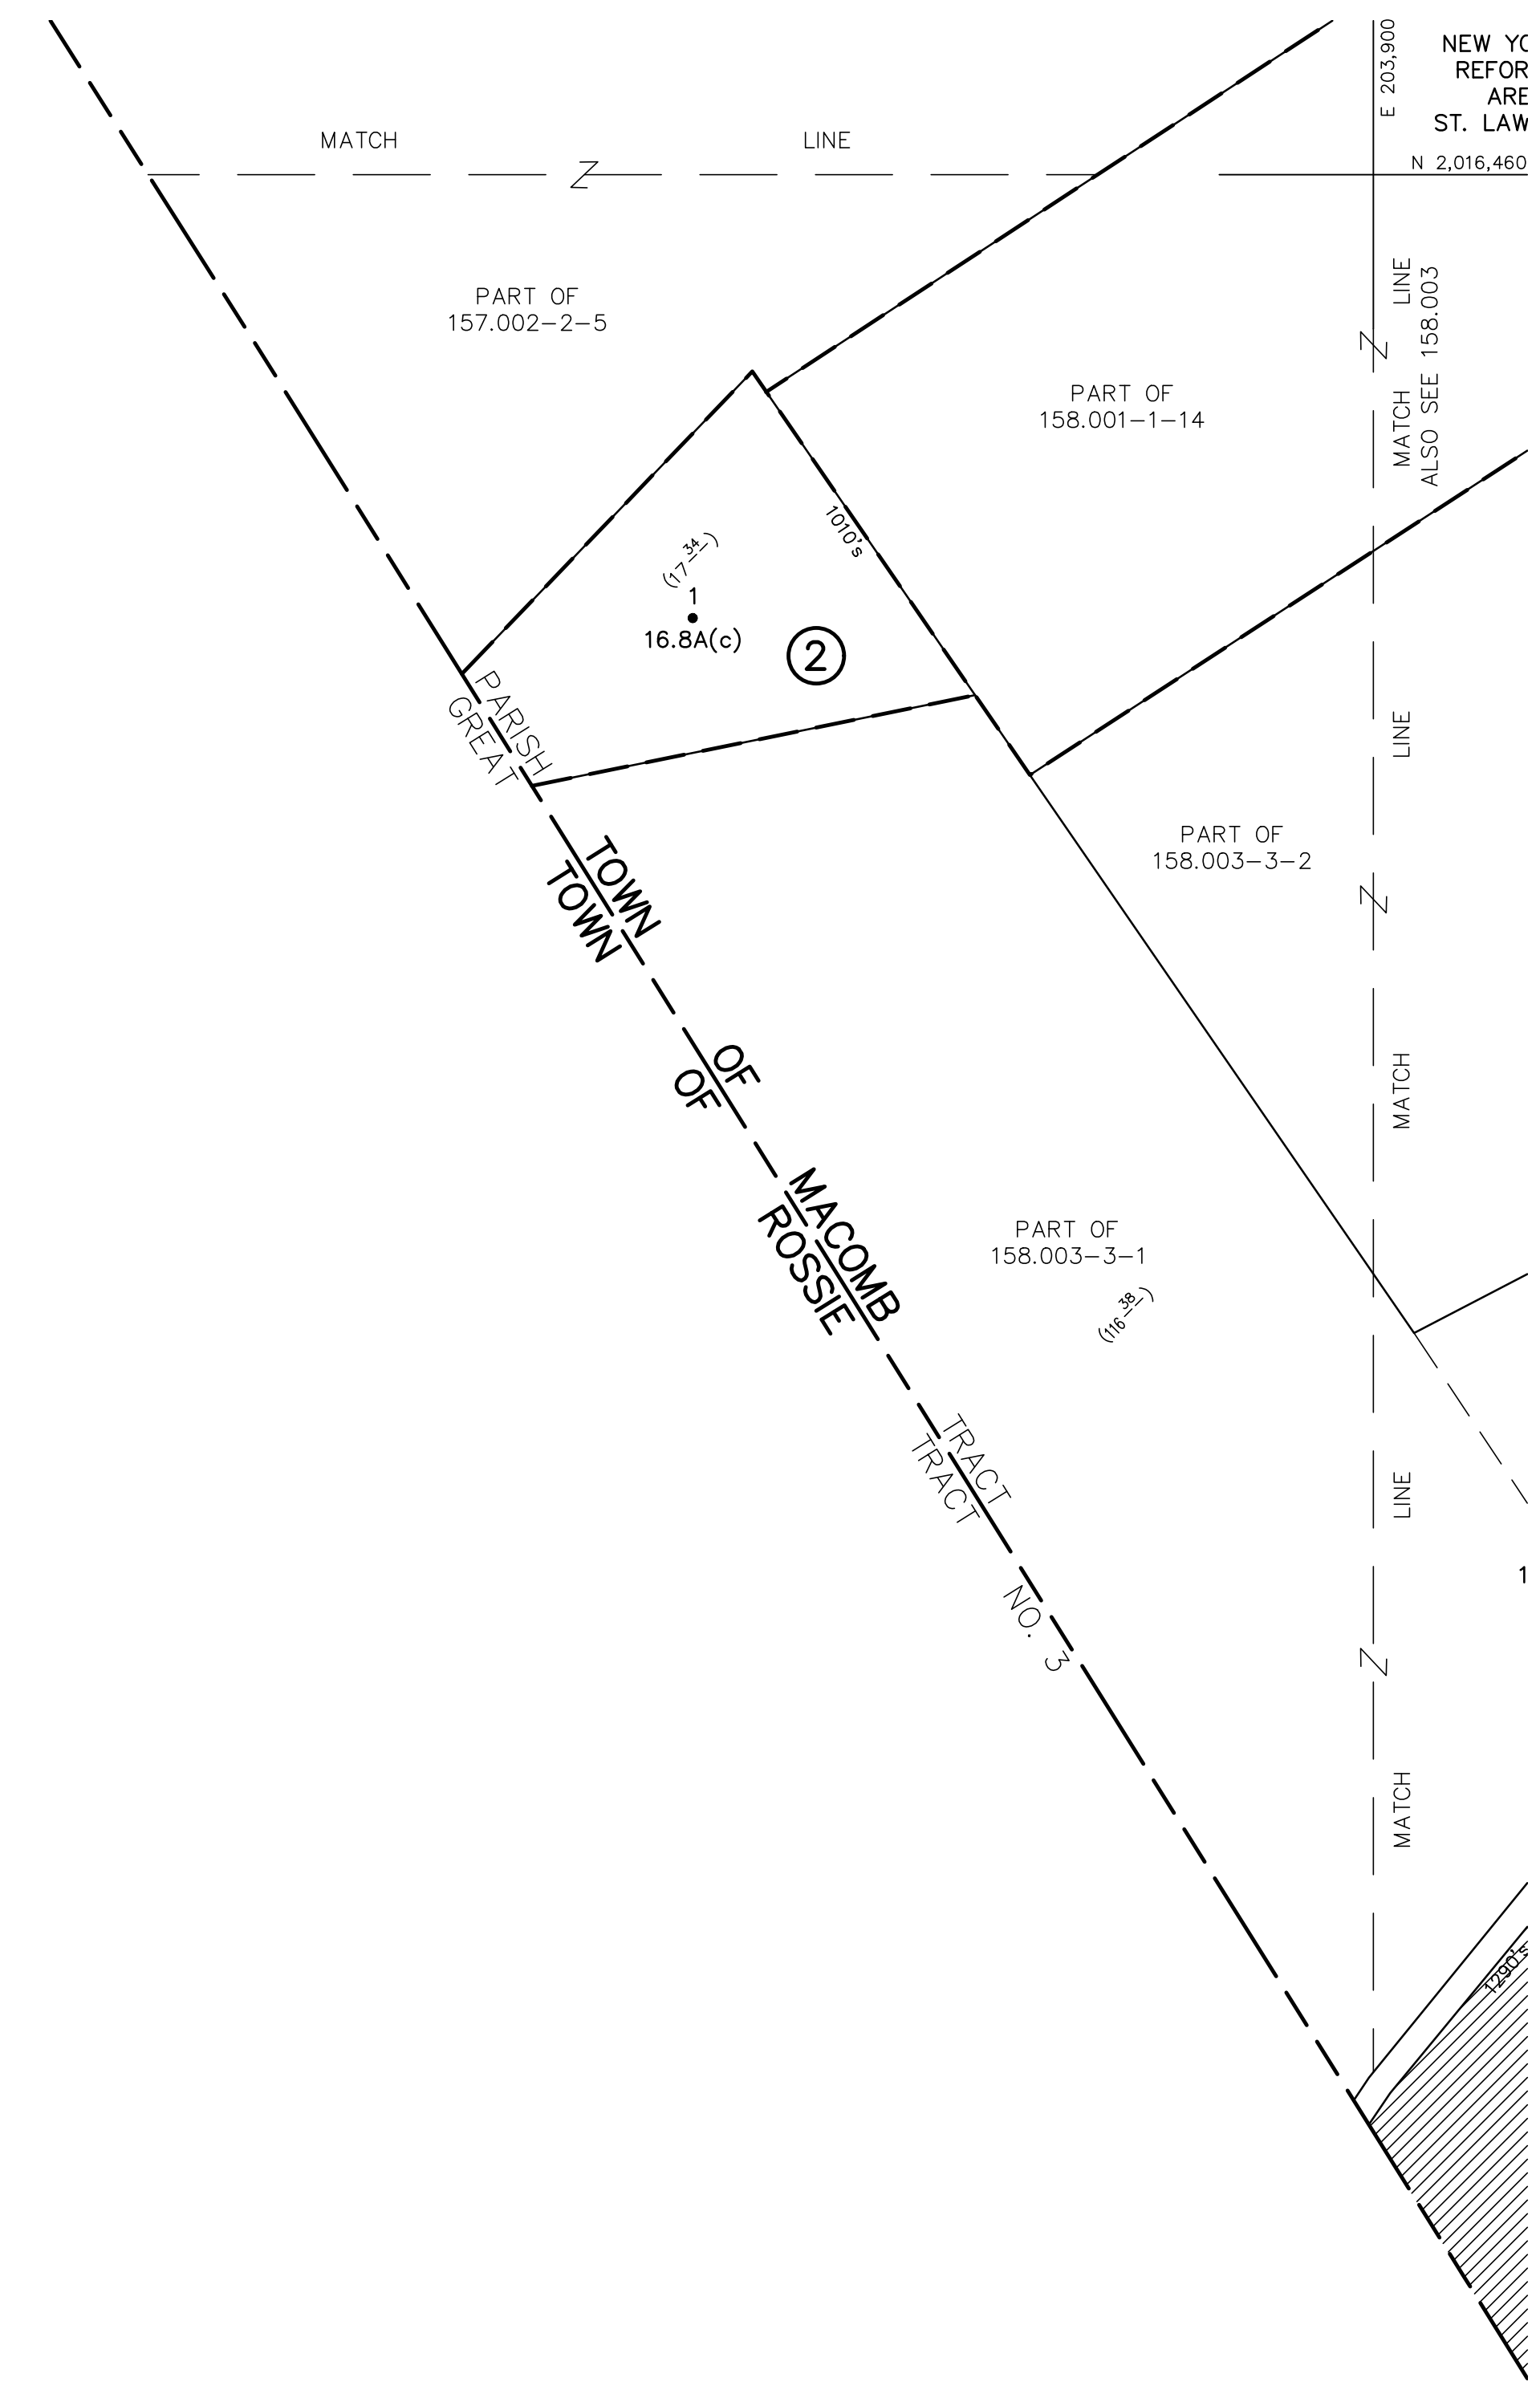 E 203,900
NEW YO
REFOR
ARE
ST. LAW
N 2,016,460
MATCH LINE
PART OF
157.002-2-5
MATCH LINE
ALSO SEE 158.003
PART OF
158.001-1-14
1010's
(17 34)
1
16.8A(c)
2
PARISH
GREAT
LINE
PART OF
158.003-3-2
TOWN OF MACOMB
TOWN OF ROSSIE
MATCH
PART OF
158.003-3-1
(116 38)
TRACT
TRACT NO. 3
LINE
1
MATCH
1290's